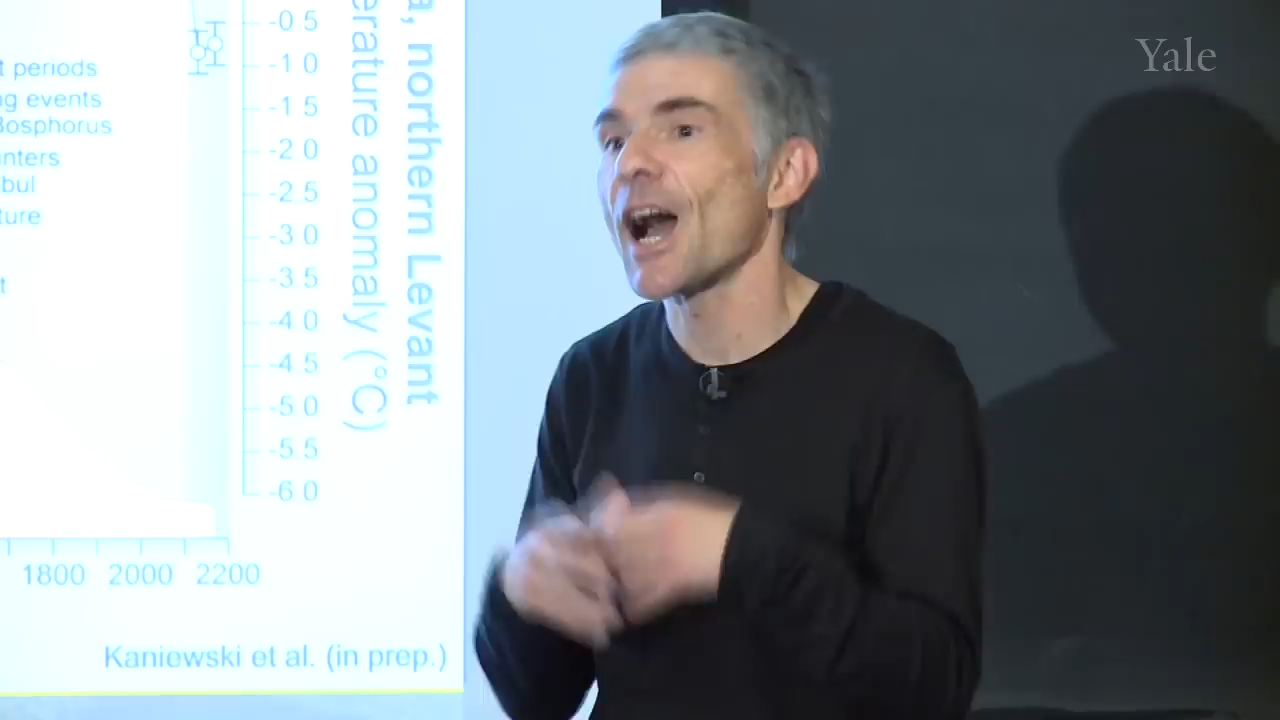 t periods
ng events
Bosphorus
nters
bul
ture
t
-0 5
-1 0
-1 5
-2 0
-2 5
-3 0
-3 5
-4 0
-4 5
-5 0
-5 5
-6 0
erature anomaly (°C)
a, northern Levant
1800 2000 2200
Kaniewski et al. (in prep.)
Yale